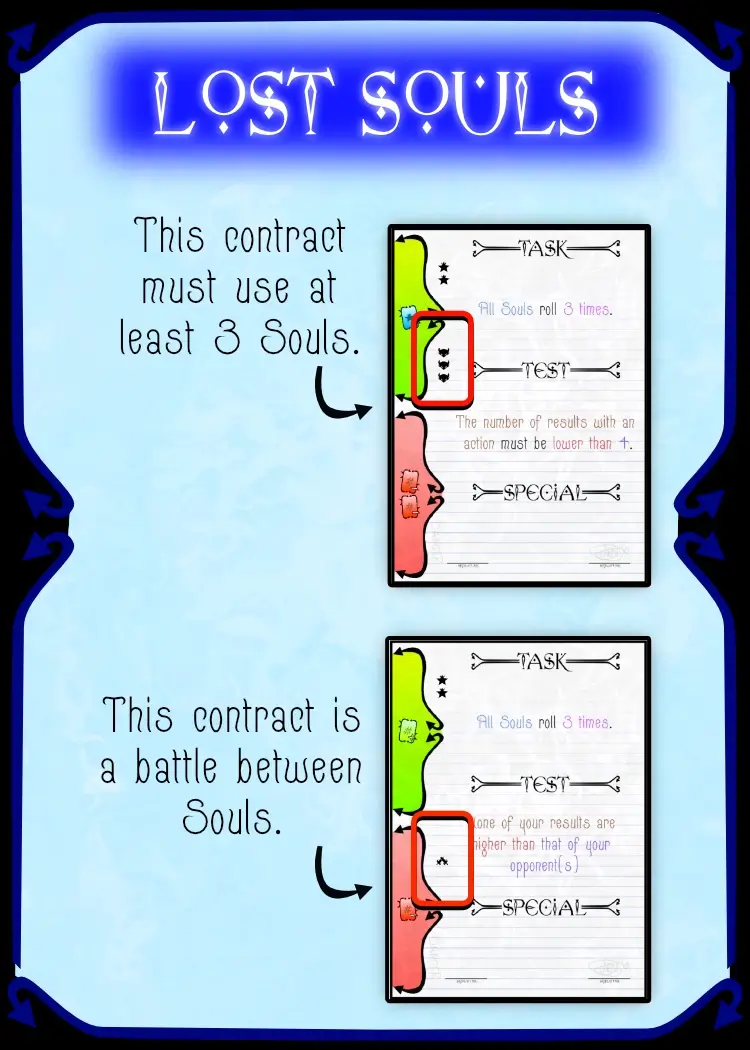 LOST SOULS
This contract
must use at
least 3 Souls.
TASK
All Souls roll 3 times.
TEST
The number of results with an
action must be lower than 4.
SPECIAL
This contract is
a battle between
Souls.
TASK
All Souls roll 3 times.
TEST
one of your results are
higher than that of your
opponent(s)
SPECIAL